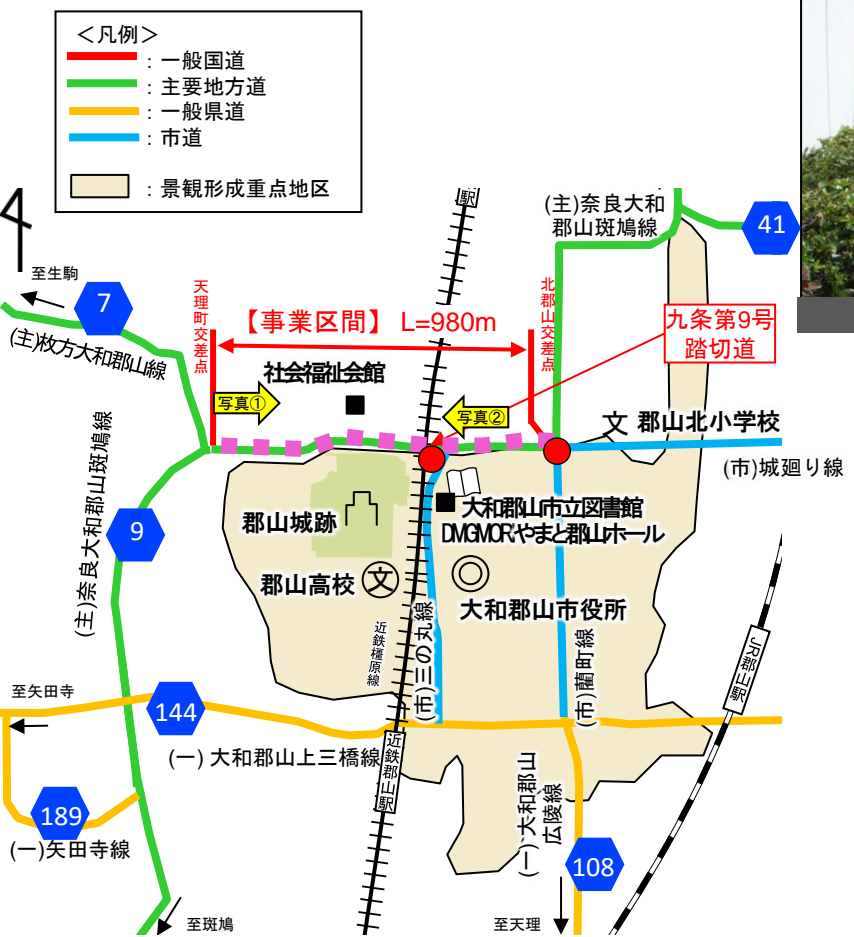 <凡例>
: 一般国道
: 主要地方道
: 一般県道
: 市道
: 景観形成重点地区
駅
(主)奈良大和
郡山斑鳩線
41
至生駒
7
(主)枚方大和郡山線
天理町交差点
【事業区間】 L=980m
北郡山交差点
九条第9号
踏切道
社会福祉会館
写真①
写真②
文 郡山北小学校
(市)城廻り線
(主)奈良大和郡山斑鳩線
9
郡山城跡
大和郡山市立図書館
DMGMORIやまと郡山ホール
郡山高校
文
大和郡山市役所
近鉄橿原線
(市)三の丸線
(市)藺町線
JR郡山駅
至矢田寺
144
(一) 大和郡山上三橋線
近鉄郡山駅
189
(一)矢田寺線
(一)大和郡山
広陵線
108
至斑鳩
至天理